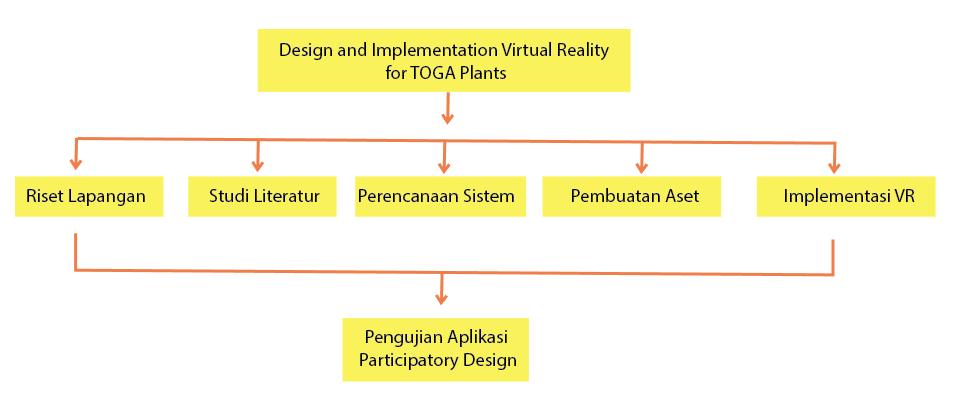 Design and Implementation Virtual Reality
for TOGA Plants
Riset Lapangan
Studi Literatur
Perencanaan Sistem
Pembuatan Aset
Implementasi VR
Pengujian Aplikasi
Participatory Design